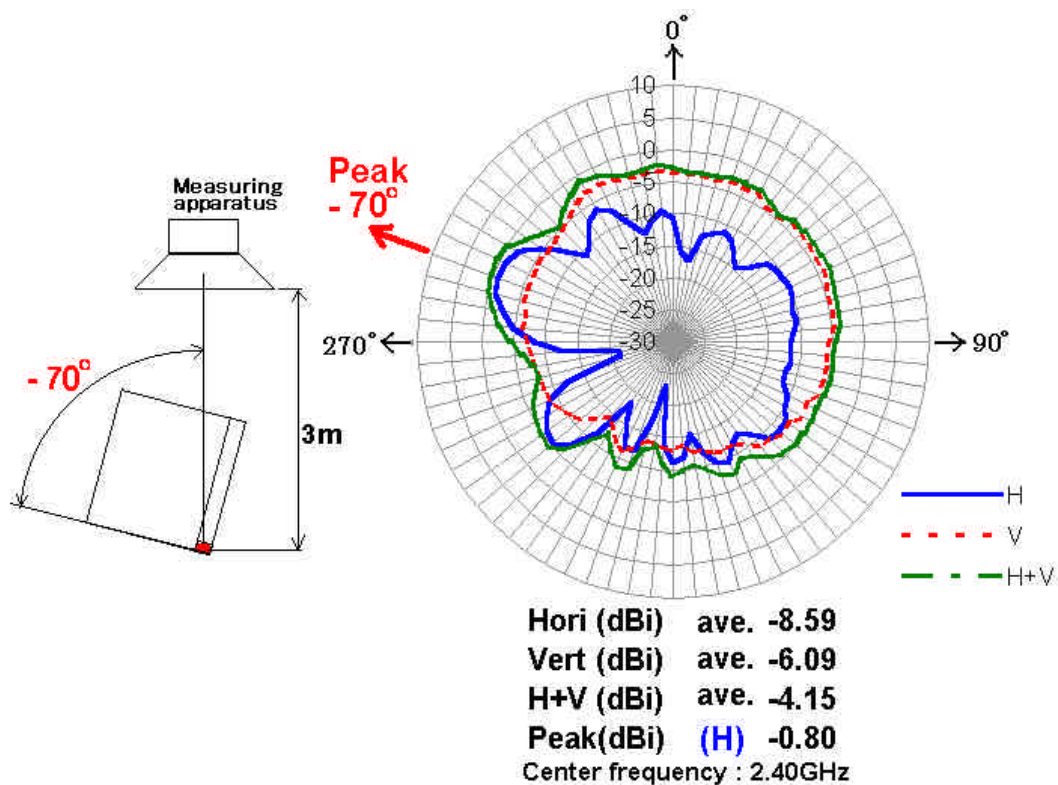 Measuring
apparatus
- 70°
3m
Peak
- 70°
0°
10
5
0
-5
-10
-15
-20
-25
-30
270°
90°
H
V
H+V
Hori (dBi) ave. -8.59
Vert (dBi) ave. -6.09
H+V (dBi) ave. -4.15
Peak(dBi) (H) -0.80
Center frequency : 2.40GHz